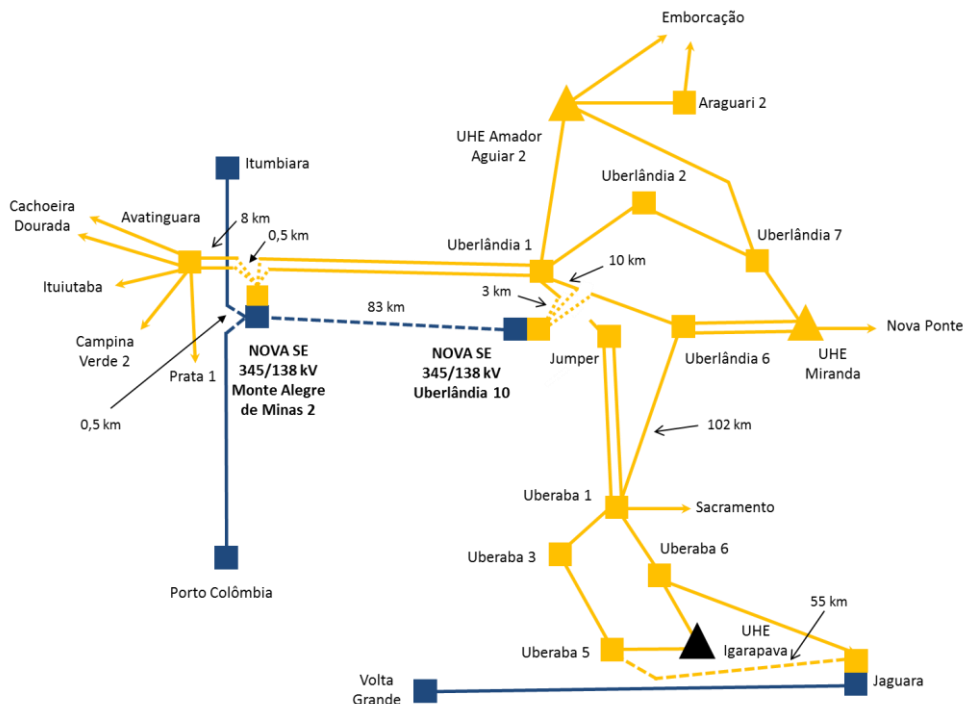 Emborcação
Araguari 2
UHE Amador
Aguiar 2
Itumbiara
Uberlândia 2
Cachoeira
Dourada
Avatinguara
8 km
0,5 km
Uberlândia 1
10 km
Uberlândia 7
Ituiutaba
83 km
3 km
Campina
Verde 2
Prata 1
NOVA SE
345/138 kV
Monte Alegre
de Minas 2
NOVA SE
345/138 kV
Uberlândia 10
Jumper
Uberlândia 6
UHE
Miranda
Nova Ponte
0,5 km
102 km
Uberaba 1
Sacramento
Uberaba 3
Uberaba 6
Porto Colômbia
55 km
Uberaba 5
UHE
Igarapava
Volta
Grande
Jaguara